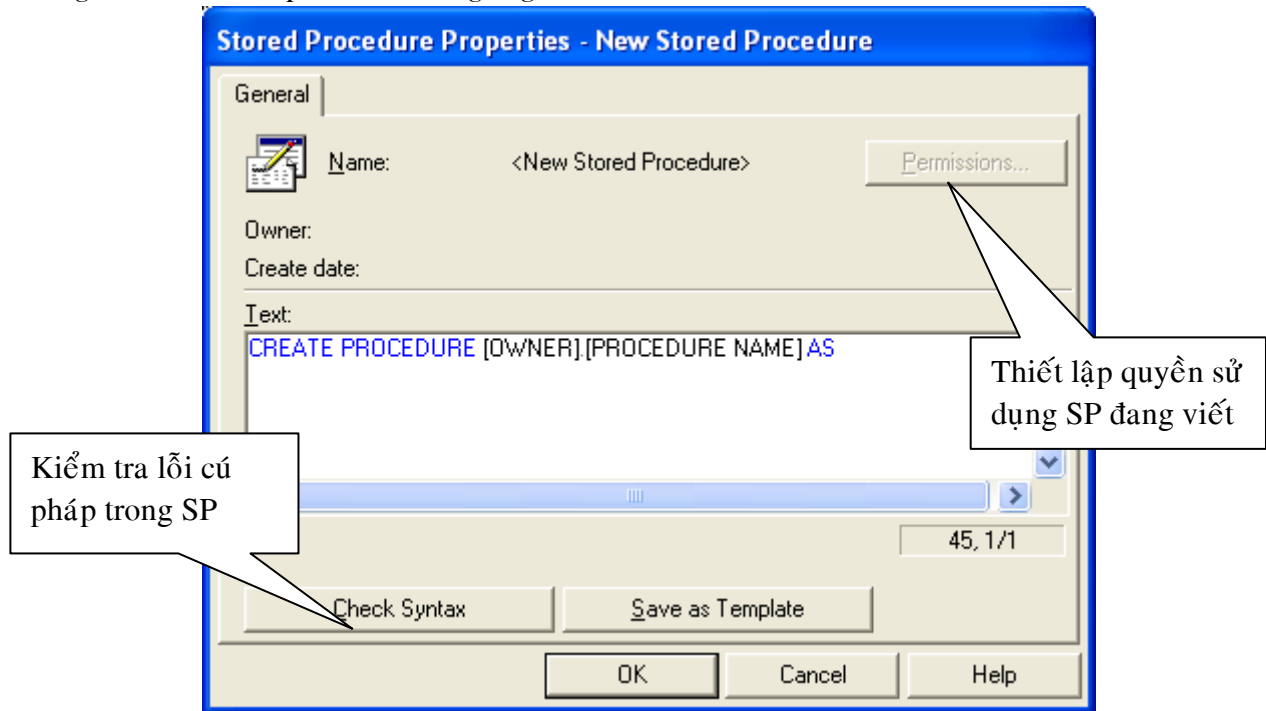 Stored Procedure Properties - New Stored Procedure
General
Name: <New Stored Procedure> Permissions...
Owner:
Create date:
Text:
CREATE PROCEDURE [OWNER].[PROCEDURE NAME] AS
Thiết lập quyền sử
dụng SP đang viết
Kiểm tra lỗi cú
pháp trong SP
45, 1/1
Check Syntax Save as Template
OK Cancel Help